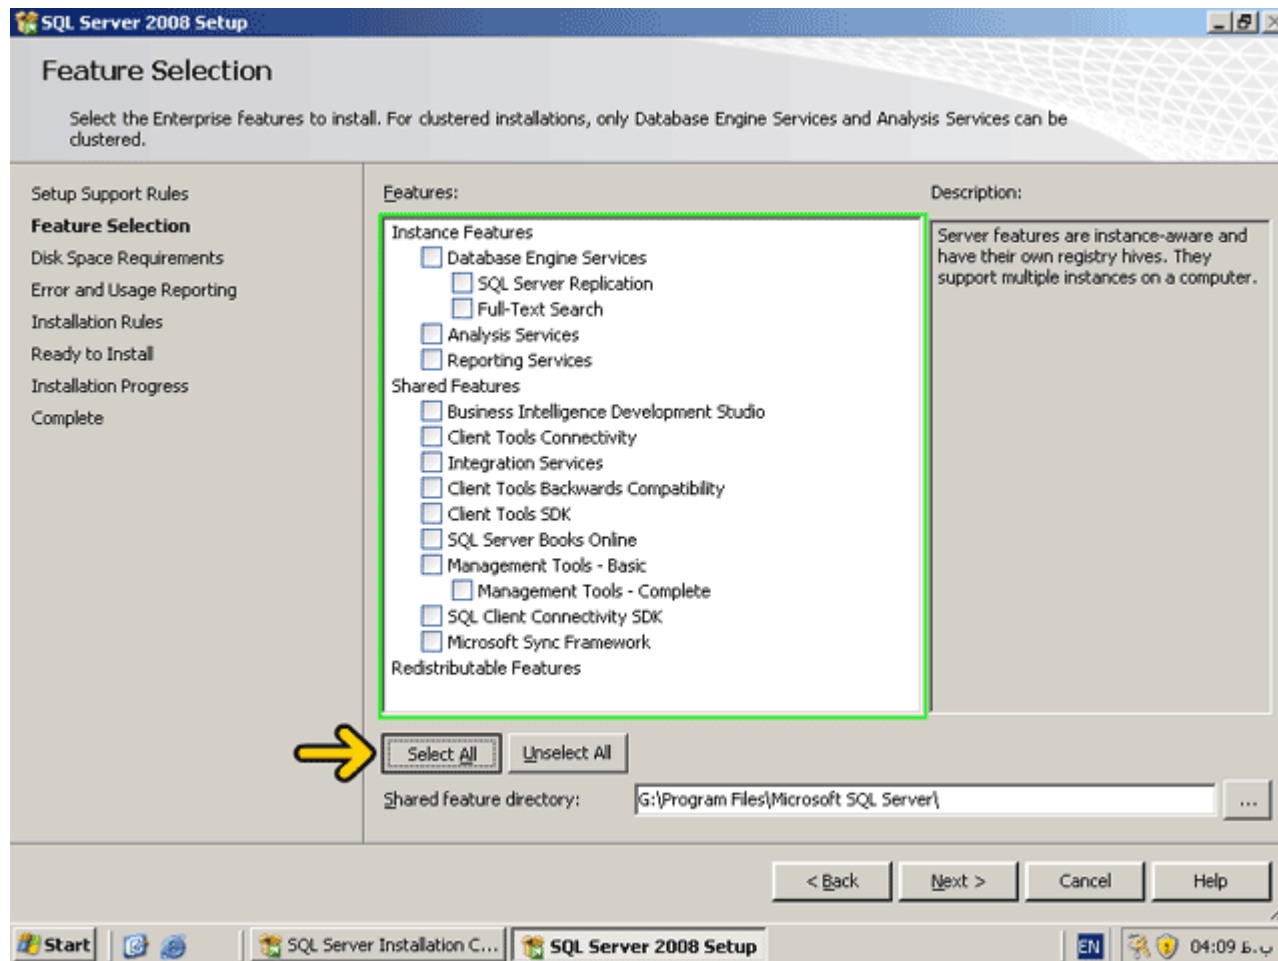 SQL Server 2008 Setup
Feature Selection
Select the Enterprise features to install. For clustered installations, only Database Engine Services and Analysis Services can be
clustered.
Setup Support Rules
Feature Selection
Disk Space Requirements
Error and Usage Reporting
Installation Rules
Ready to Install
Installation Progress
Complete
Features:
Instance Features
Database Engine Services
SQL Server Replication
Full-Text Search
Analysis Services
Reporting Services
Shared Features
Business Intelligence Development Studio
Client Tools Connectivity
Integration Services
Client Tools Backwards Compatibility
Client Tools SDK
SQL Server Books Online
Management Tools - Basic
Management Tools - Complete
SQL Client Connectivity SDK
Microsoft Sync Framework
Redistributable Features
Description:
Server features are instance-aware and
have their own registry hives. They
support multiple instances on a computer.
Select All
Unselect All
Shared feature directory:
G:\Program Files\Microsoft SQL Server\
...
< Back
Next >
Cancel
Help
Start
SQL Server Installation C...
SQL Server 2008 Setup
EN
04:09 ب.ظ